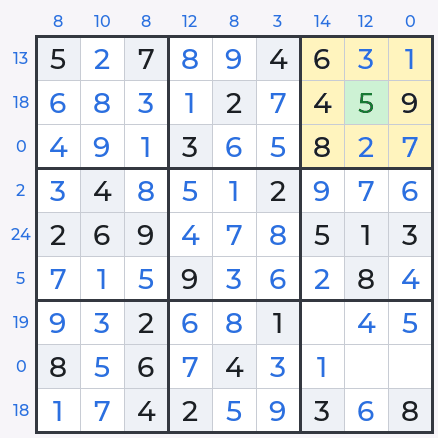 8 10 8 12 8 3 14 12 0
13 5 2 7 8 9 4 6 3 1
18 6 8 3 1 2 7 4 5 9
0 4 9 1 3 6 5 8 2 7
2 3 4 8 5 1 2 9 7 6
24 2 6 9 4 7 8 5 1 3
5 7 1 5 9 3 6 2 8 4
19 9 3 2 6 8 1 4 5
0 8 5 6 7 4 3 1
18 1 7 4 2 5 9 3 6 8